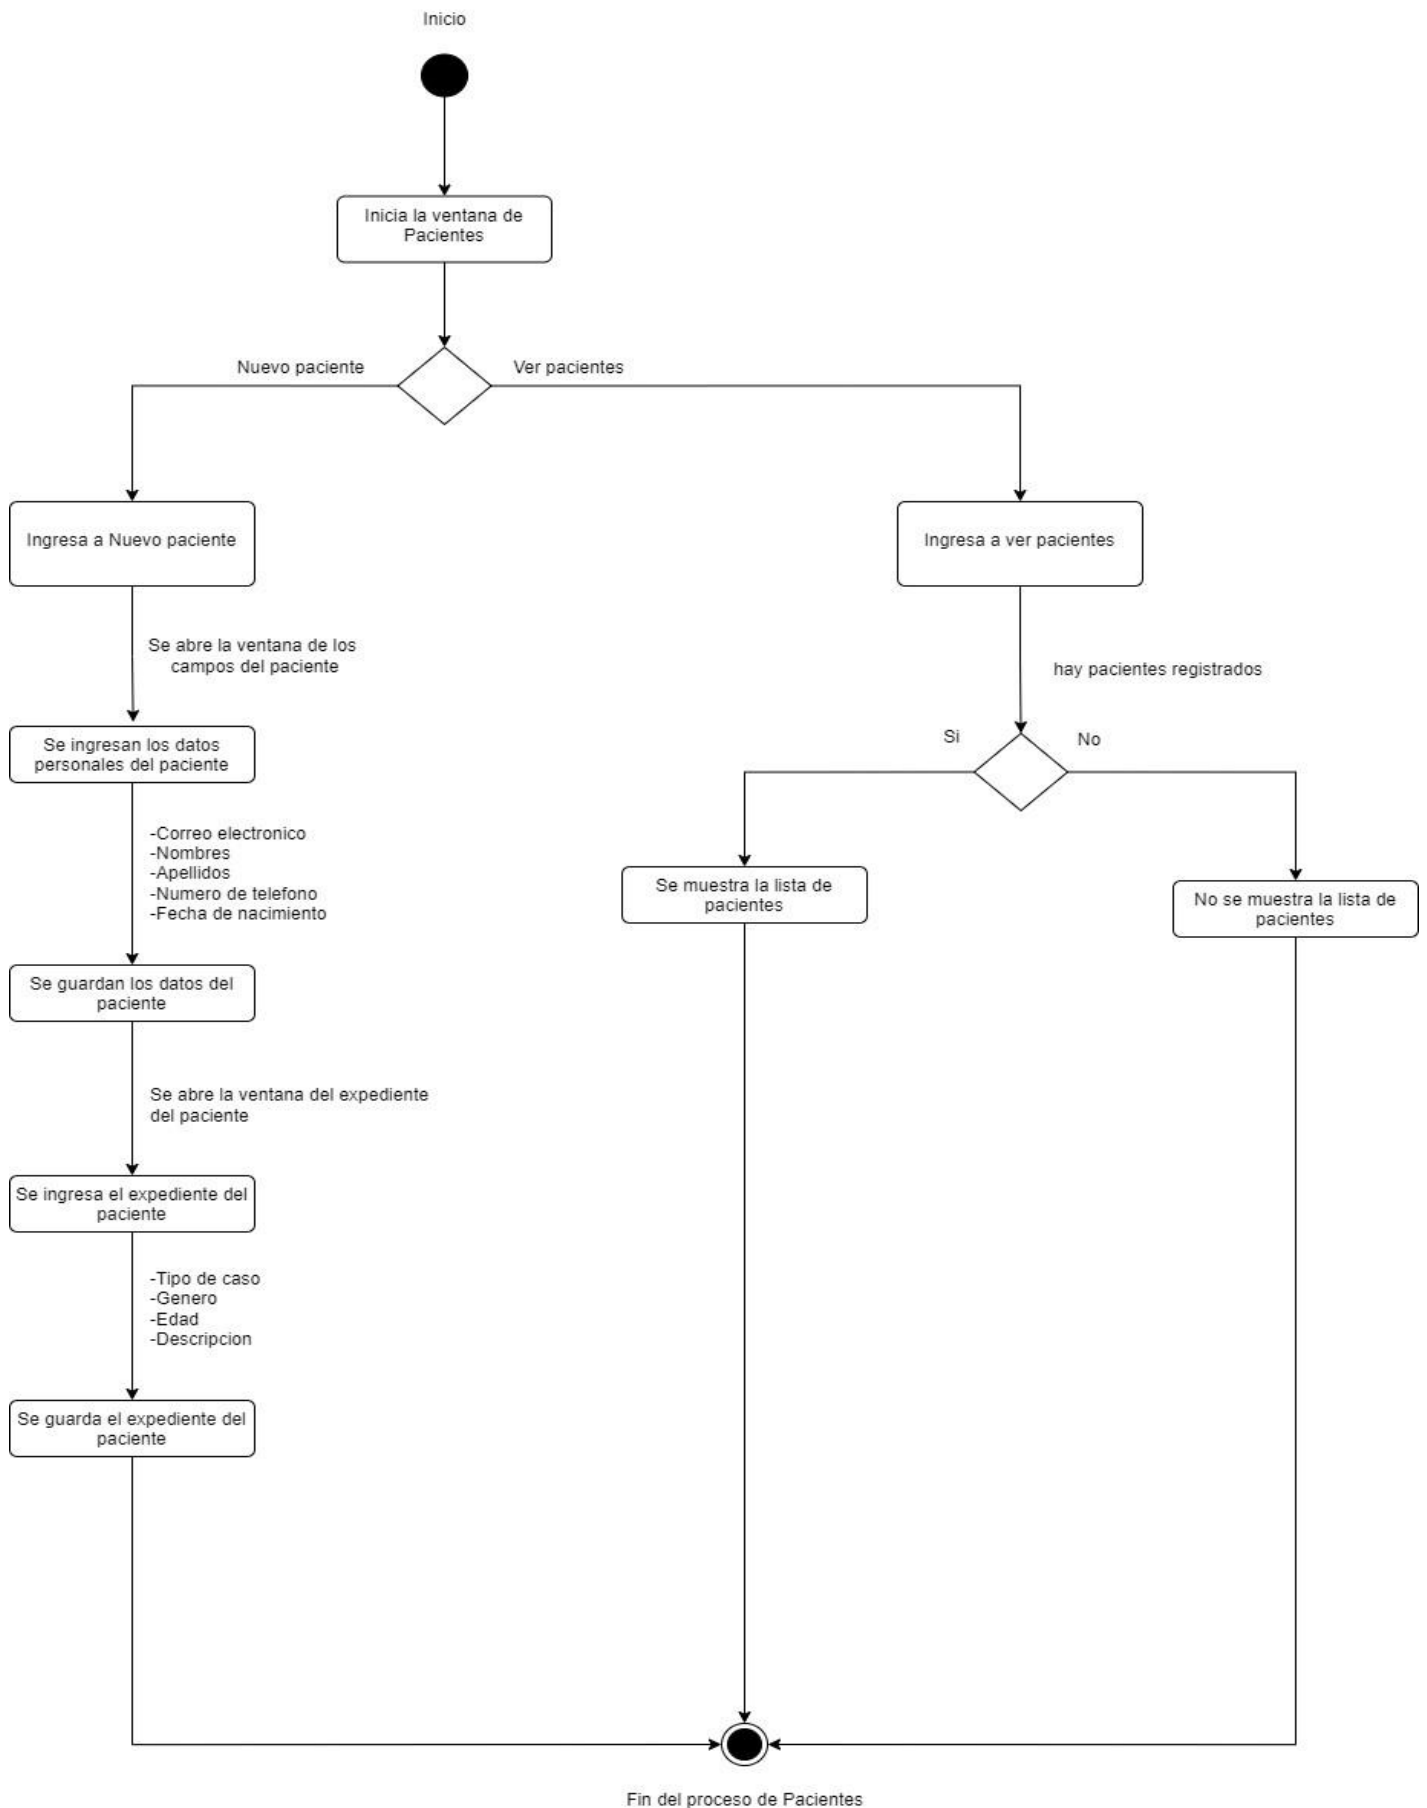 Inicio
Inicia la ventana de
Pacientes
Nuevo paciente
Ver pacientes
Ingresa a Nuevo paciente
Ingresa a ver pacientes
Se abre la ventana de los
campos del paciente
hay pacientes registrados
Si
No
Se ingresan los datos
personales del paciente
-Correo electronico
-Nombres
-Apellidos
-Numero de telefono
-Fecha de nacimiento
Se muestra la lista de
pacientes
No se muestra la lista de
pacientes
Se guardan los datos del
paciente
Se abre la ventana del expediente
del paciente
Se ingresa el expediente del
paciente
-Tipo de caso
-Genero
-Edad
-Descripcion
Se guarda el expediente del
paciente
Fin del proceso de Pacientes